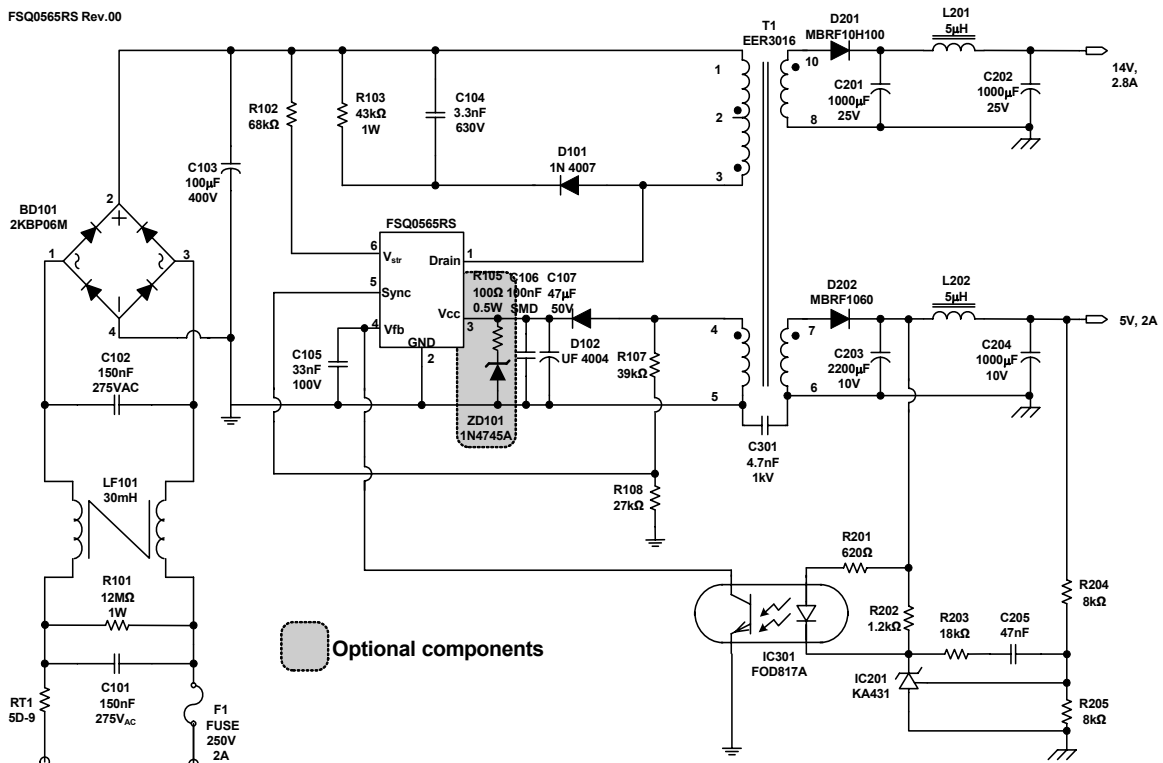 FSQ0565RS Rev.00
T1
EER3016
D201
MBRF10H100
L201
5µH
1
2
3
10
8
C201
1000µF
25V
C202
1000µF
25V
14V,
2.8A
R102
68kΩ
R103
43kΩ
1W
C104
3.3nF
630V
D101
1N 4007
C103
100µF
400V
BD101
2KBP06M
2
1
3
4
FSQ0565RS
6
Vstr
Drain
1
5
Sync
Vcc
3
4
Vfb
GND
2
R105
100Ω
0.5W
C106
100nF
SMD
C107
47µF
50V
D102
UF 4004
ZD101
1N4745A
C105
33nF
100V
R107
39kΩ
4
5
7
6
D202
MBRF1060
L202
5µH
C203
2200µF
10V
C204
1000µF
10V
5V, 2A
C301
4.7nF
1kV
C102
150nF
275VAC
LF101
30mH
R108
27kΩ
R101
12MΩ
1W
C101
150nF
275VAC
RT1
5D-9
F1
FUSE
250V
2A
Optional components
R201
620Ω
R202
1.2kΩ
R203
18kΩ
C205
47nF
R204
8kΩ
IC301
FOD817A
IC201
KA431
R205
8kΩ